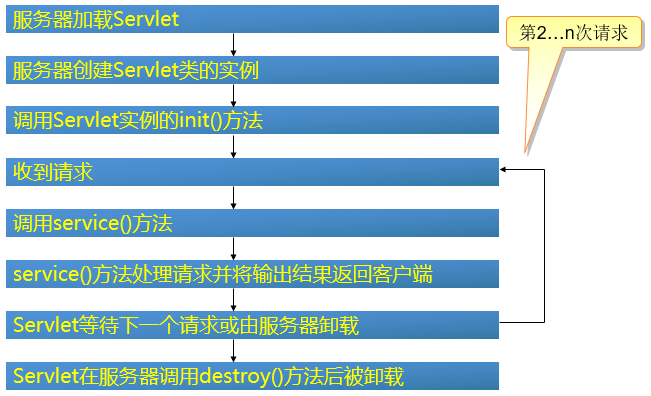 服务器加载Servlet
第2…n次请求
服务器创建Servlet类的实例
调用Servlet实例的init()方法
收到请求
调用service()方法
service()方法处理请求并将输出结果返回客户端
Servlet等待下一个请求或由服务器卸载
Servlet在服务器调用destroy()方法后被卸载